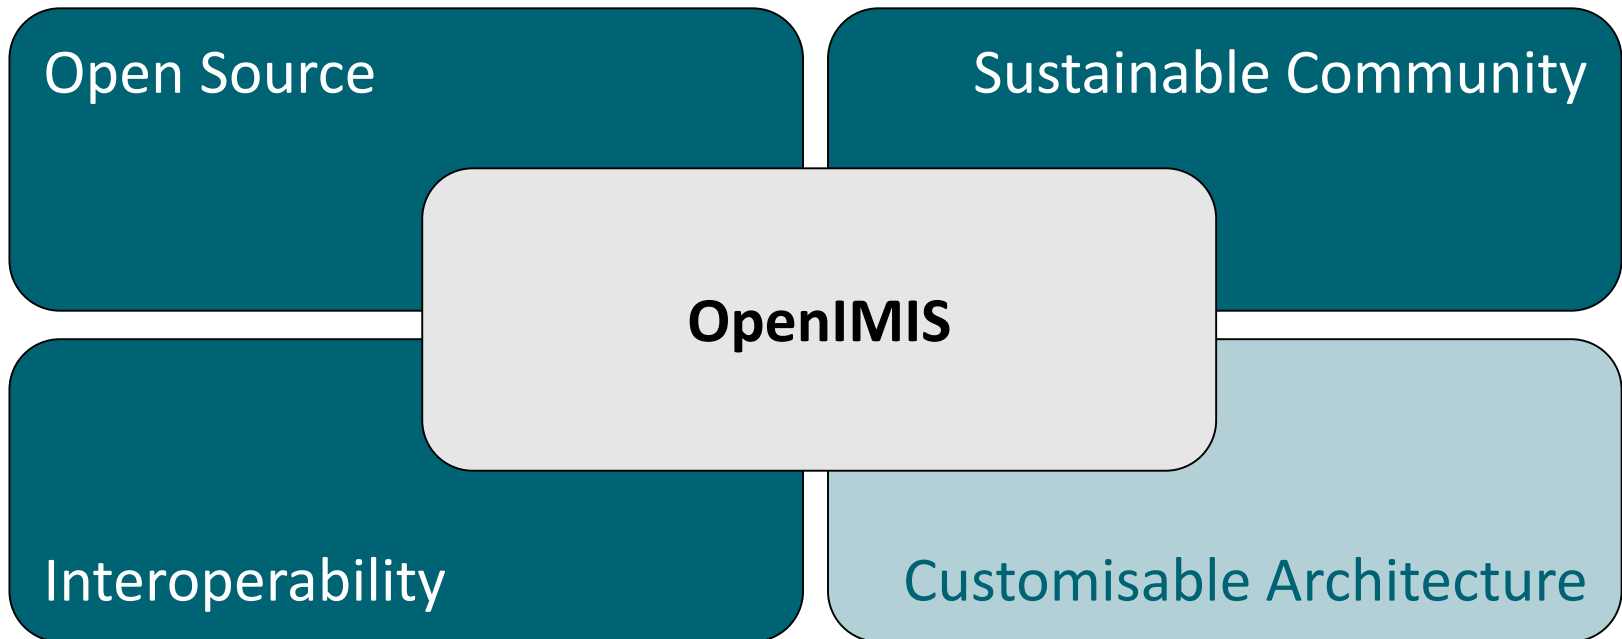 Open Source
Sustainable Community
OpenIMIS
Interoperability
Customisable Architecture